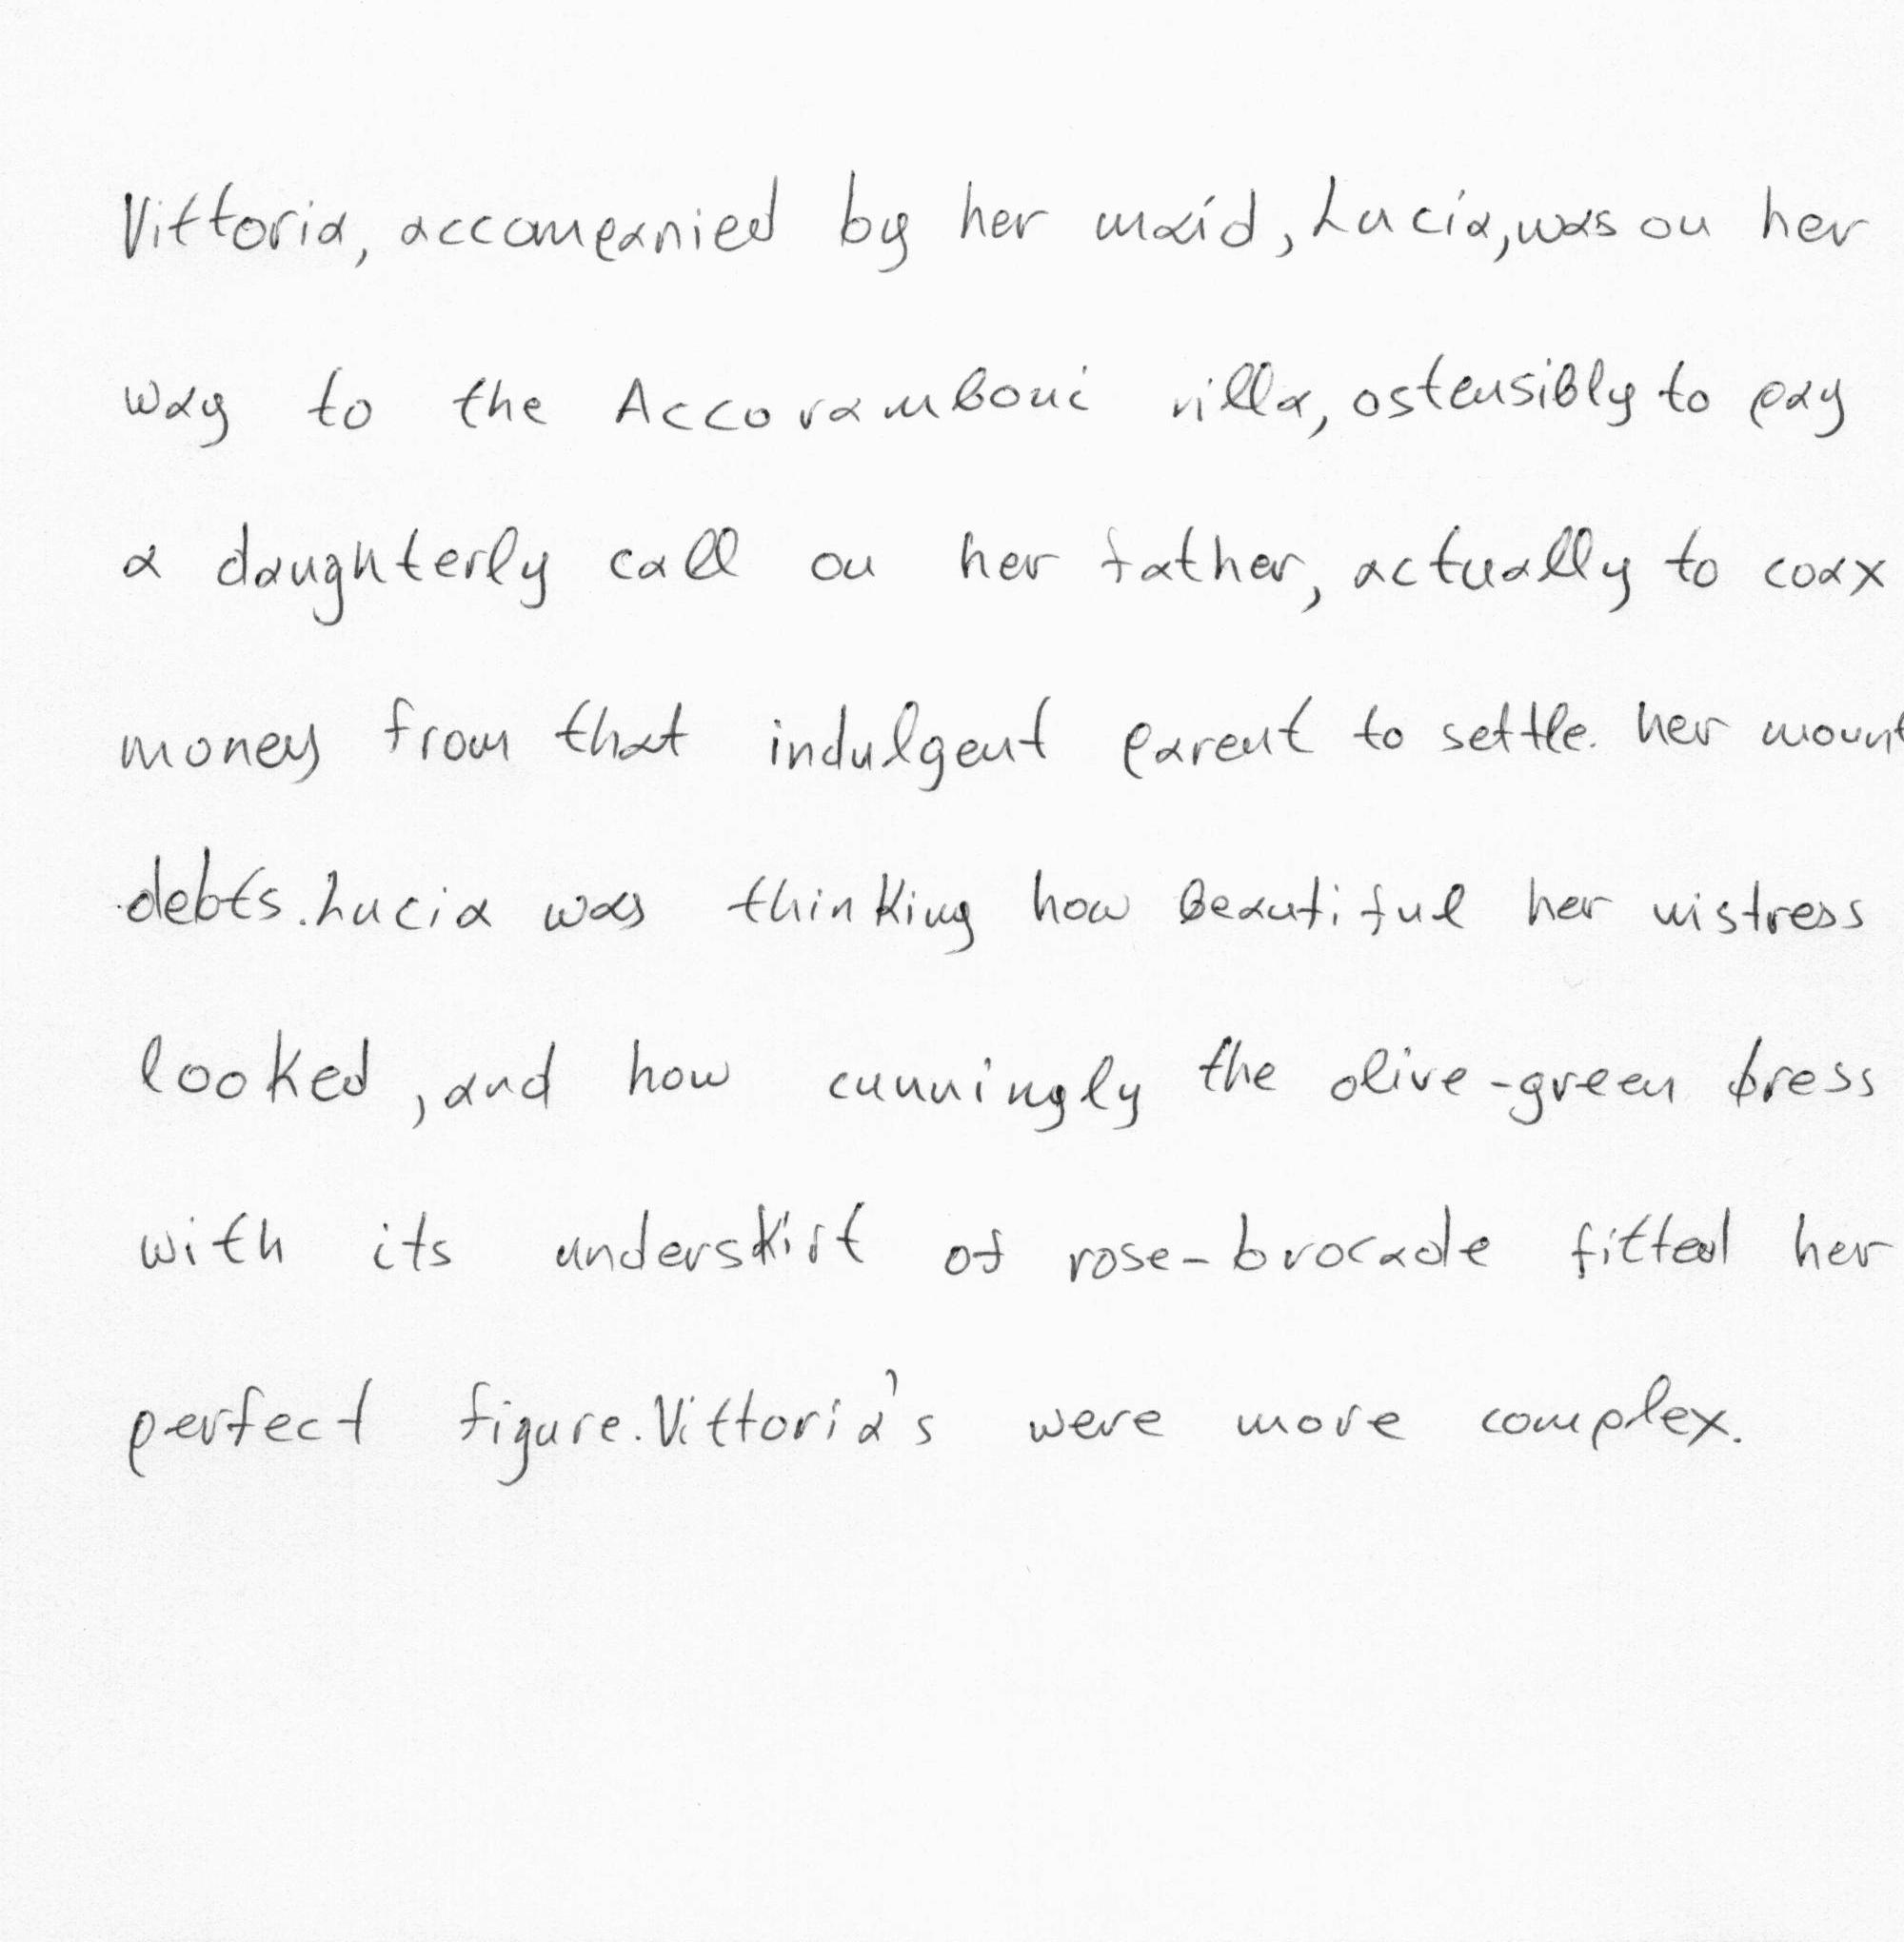 Vittoria, accompanied by her maid, Lucia, was on her
way to the Accoramboni villa, ostensibly to pay
a daughterly call on her father, actually to coax
money from that indulgent parent to settle her mount
debts. Lucia was thinking how beautiful her mistress
looked, and how cunningly the olive-green dress
with its underskirt of rose-brocade fitted her
perfect figure. Vittoria's were more complex.